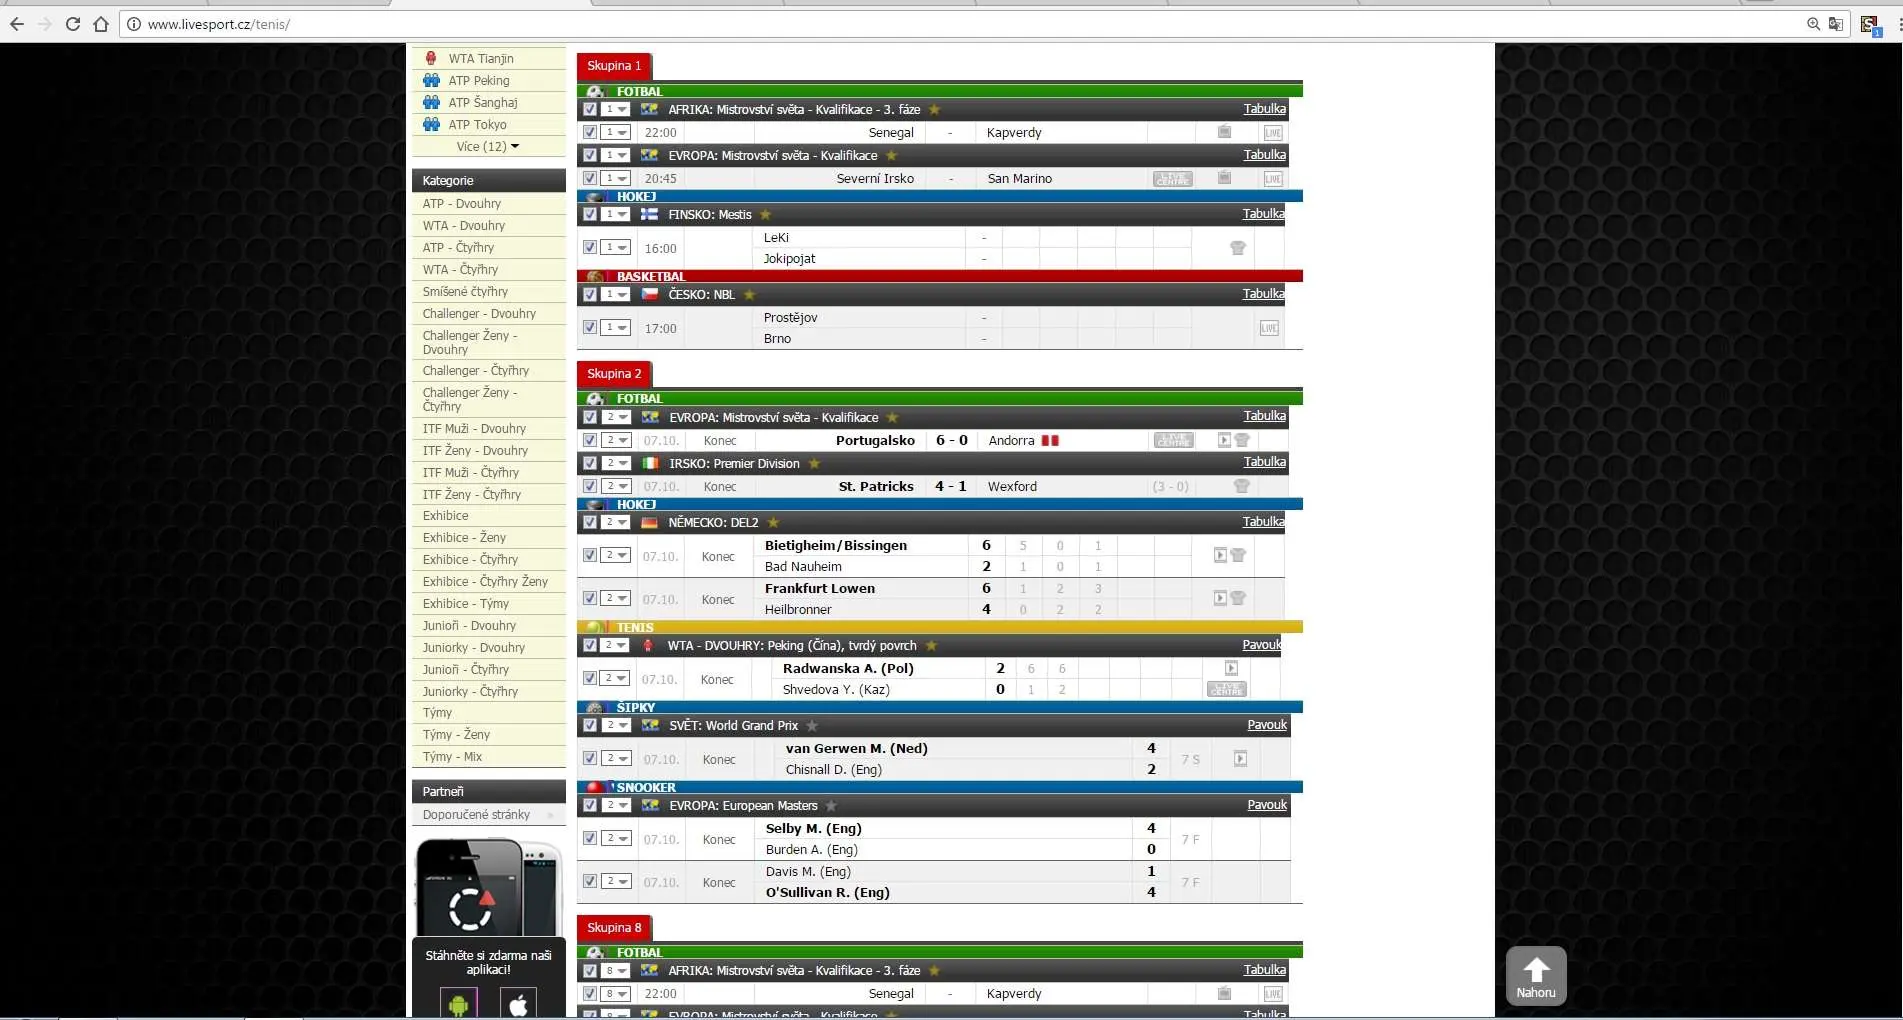 www.livesport.cz/tenis/
1
WTA Tianjin
ATP Peking
ATP Šanghaj
ATP Tokyo
Více (12)
Kategorie
ATP - Dvouhry
WTA - Dvouhry
ATP - Čtyřhry
WTA - Čtyřhry
Smíšené čtyřhry
Challenger - Dvouhry
Challenger Ženy -
Dvouhry
Challenger - Čtyřhry
Challenger Ženy -
Čtyřhry
ITF Muži - Dvouhry
ITF Ženy - Dvouhry
ITF Muži - Čtyřhry
ITF Ženy - Čtyřhry
Exhibice
Exhibice - Ženy
Exhibice - Čtyřhry
Exhibice - Čtyřhry Ženy
Exhibice - Týmy
Junioři - Dvouhry
Juniorky - Dvouhry
Junioři - Čtyřhry
Juniorky - Čtyřhry
Týmy
Týmy - Ženy
Týmy - Mix
Partneři
Doporučené stránky »
Stáhněte si zdarma naši
aplikaci!
Skupina 1
FOTBAL
1 AFRIKA: Mistrovství světa - Kvalifikace - 3. fáze Tabulka
1 22:00 Senegal - Kapverdy LIVE
1 EVROPA: Mistrovství světa - Kvalifikace Tabulka
1 20:45 Severní Irsko - San Marino LIVE CENTRE LIVE
HOKEJ
1 FINSKO: Mestis Tabulka
1 16:00 LeKi -
Jokipojat -
BASKETBAL
1 ČESKO: NBL Tabulka
1 17:00 Prostějov - LIVE
Brno -
Skupina 2
FOTBAL
2 EVROPA: Mistrovství světa - Kvalifikace Tabulka
2 07.10. Konec Portugalsko 6 - 0 Andorra LIVE CENTRE
2 IRSKO: Premier Division Tabulka
2 07.10. Konec St. Patricks 4 - 1 Wexford (3 - 0)
HOKEJ
2 NĚMECKO: DEL2 Tabulka
2 07.10. Konec Bietigheim/Bissingen 6 5 0 1
Bad Nauheim 2 1 0 1
2 07.10. Konec Frankfurt Lowen 6 1 2 3
Heilbronner 4 0 2 2
TENIS
2 WTA - DVOUHRY: Peking (Čína), tvrdý povrch Pavouk
2 07.10. Konec Radwanska A. (Pol) 2 6 6
Shvedova Y. (Kaz) 0 1 2 LIVE CENTRE
ŠIPKY
2 SVĚT: World Grand Prix Pavouk
2 07.10. Konec van Gerwen M. (Ned) 4 7 S
Chisnall D. (Eng) 2
SNOOKER
2 EVROPA: European Masters Pavouk
2 07.10. Konec Selby M. (Eng) 4 7 F
Burden A. (Eng) 0
2 07.10. Konec Davis M. (Eng) 1 7 F
O'Sullivan R. (Eng) 4
Skupina 8
FOTBAL
8 AFRIKA: Mistrovství světa - Kvalifikace - 3. fáze Tabulka
8 22:00 Senegal - Kapverdy LIVE
8 EVROPA: Mistrovství světa - Kvalifikace Tabulka
Nahoru